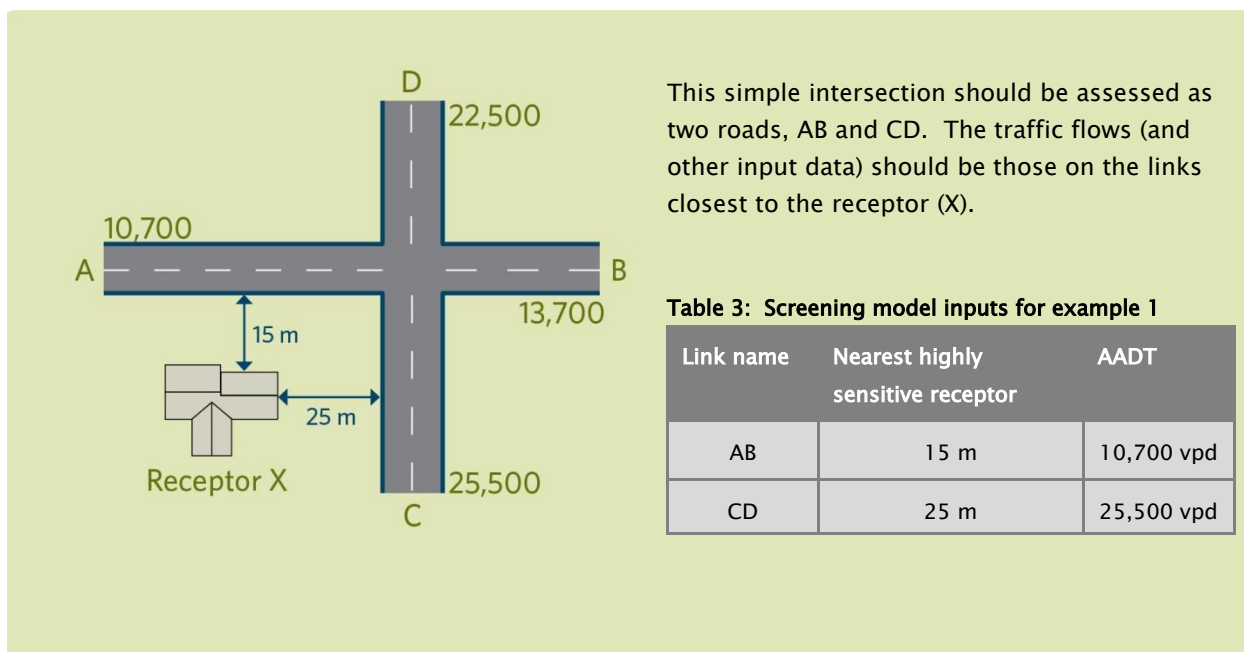 D
22,500
10,700
A
B
13,700
15 m
25 m
Receptor X
25,500
C
This simple intersection should be assessed as
two roads, AB and CD. The traffic flows (and
other input data) should be those on the links
closest to the receptor (X).
Table 3: Screening model inputs for example 1
Link name Nearest highly sensitive receptor AADT
AB 15 m 10,700 vpd
CD 25 m 25,500 vpd